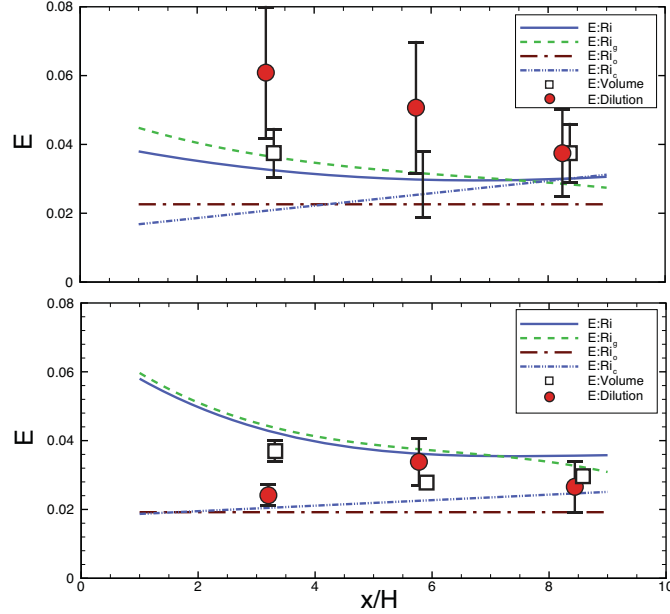 0.08
0.06
0.04
0.02
0
E
E:Ri
E:Ri_g
E:Ri_o
E:Ri_c
E:Volume
E:Dilution
0.08
0.06
0.04
0.02
0
E
E:Ri
E:Ri_g
E:Ri_o
E:Ri_c
E:Volume
E:Dilution
0 2 4 6 8 10
x/H